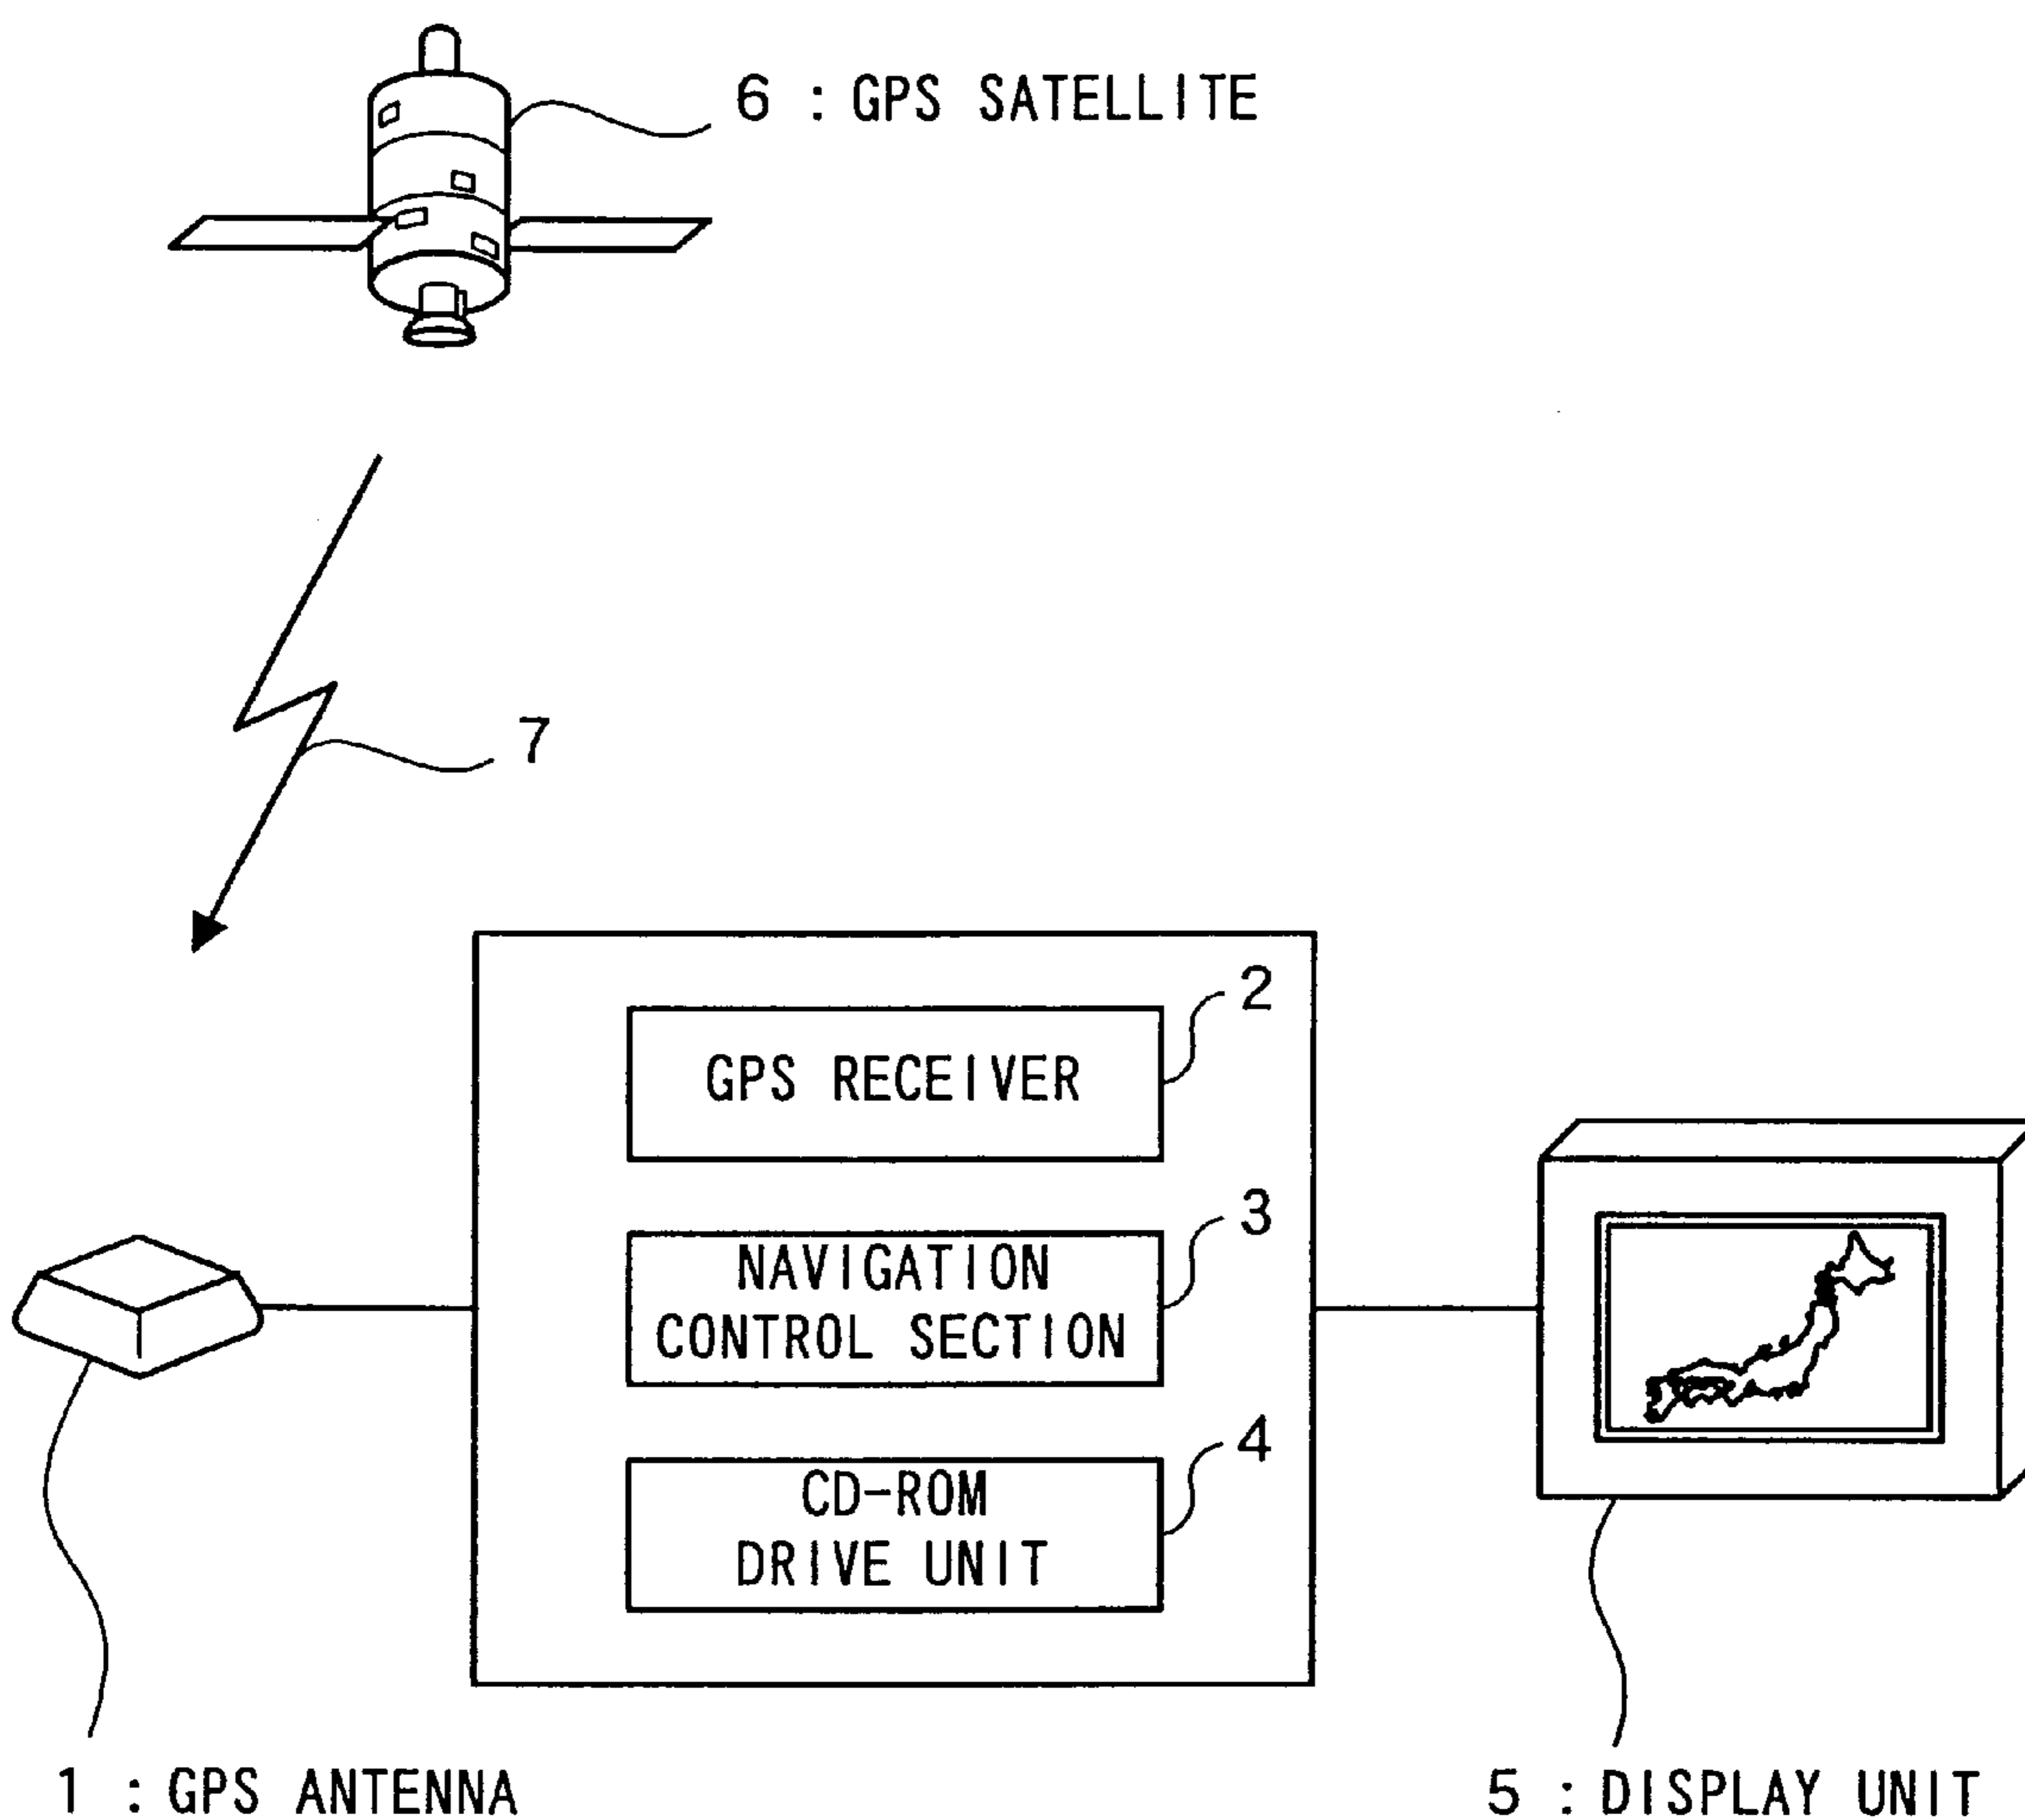 6 : GPS SATELLITE
7
2
GPS RECEIVER
3
NAVIGATION
CONTROL SECTION
4
CD-ROM
DRIVE UNIT
1 : GPS ANTENNA
5 : DISPLAY UNIT